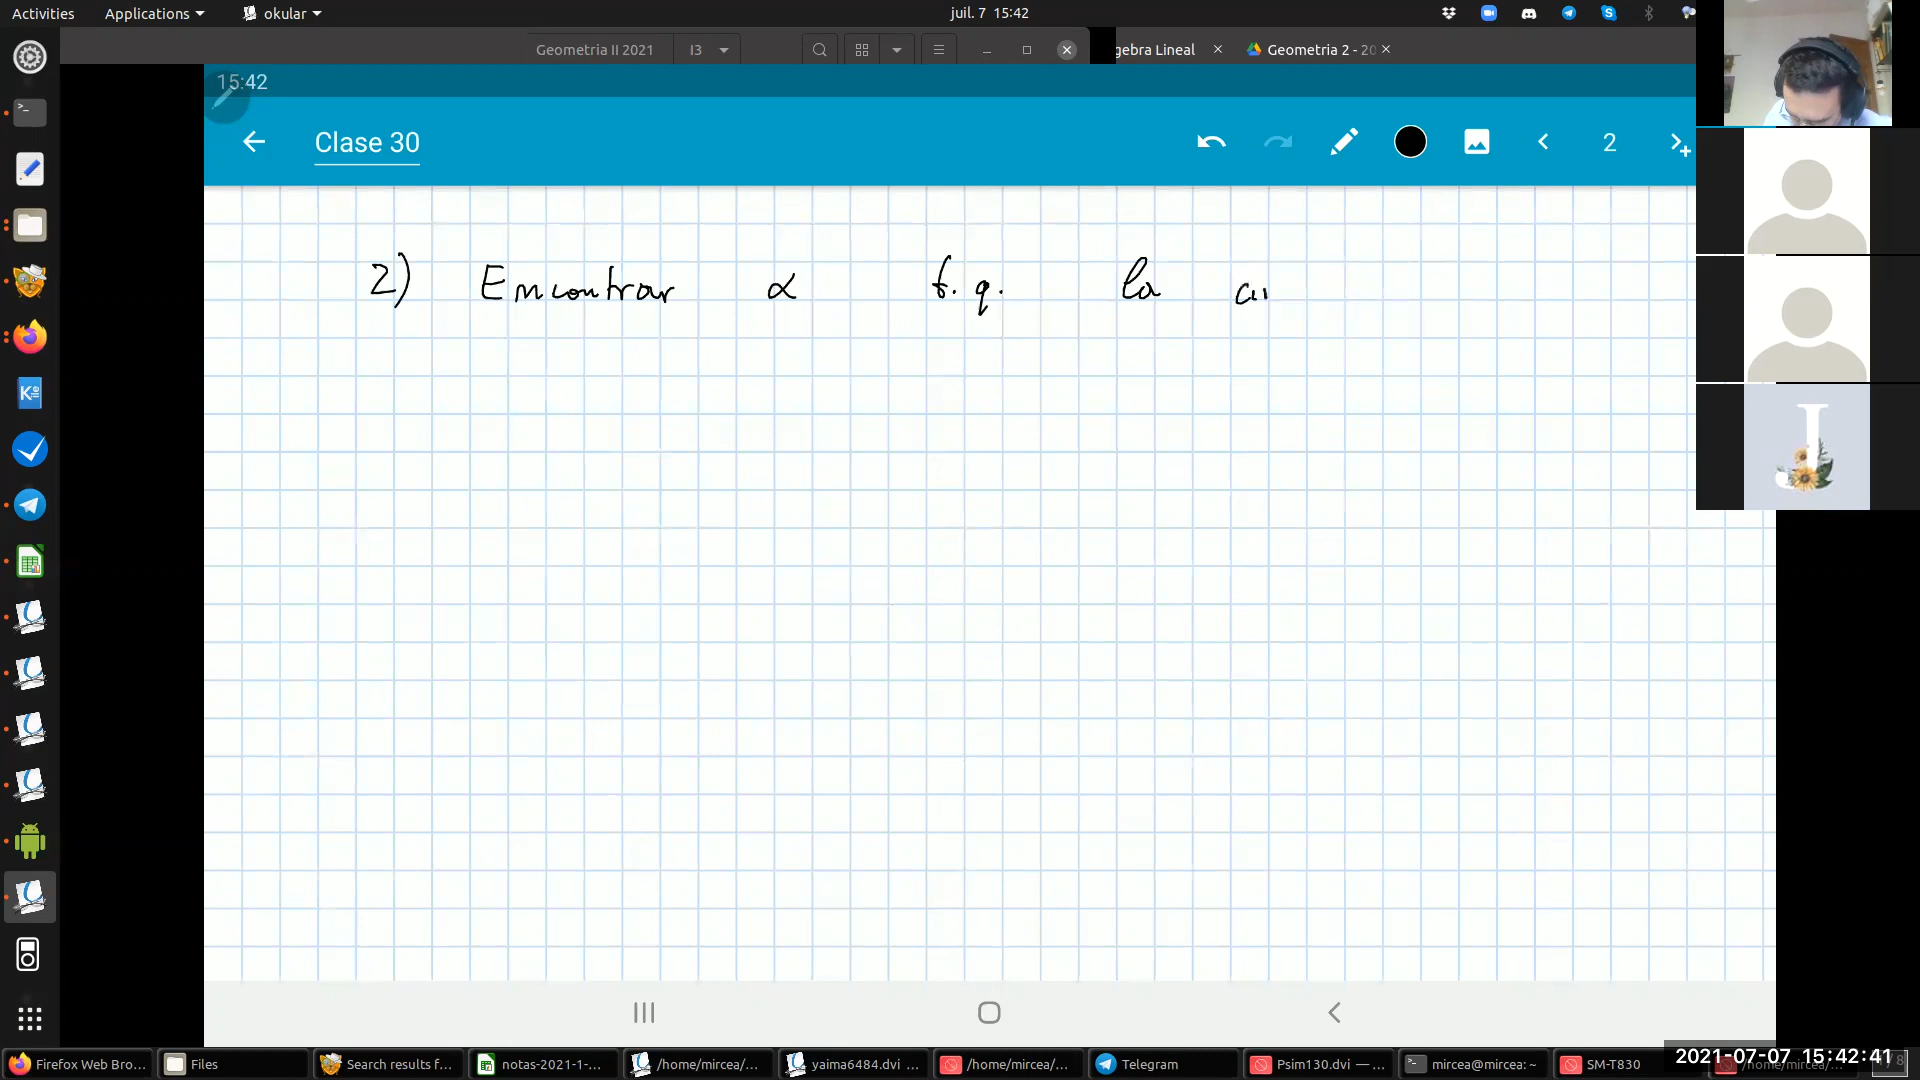 Activities Applications okular juil. 7 15:42
Geometria II 2021 I3 gebra Lineal Geometria 2 - 20
15:42
Clase 30 2
2) Encontrar α t.q. la
Firefox Web Bro... Files Search results f... notas-2021-1-... /home/mircea/... yaima6484.dvi ... /home/mircea/... Telegram Psim130.dvi — ... mircea@mircea: ~ SM-T830
2021-07-07 15:42:41